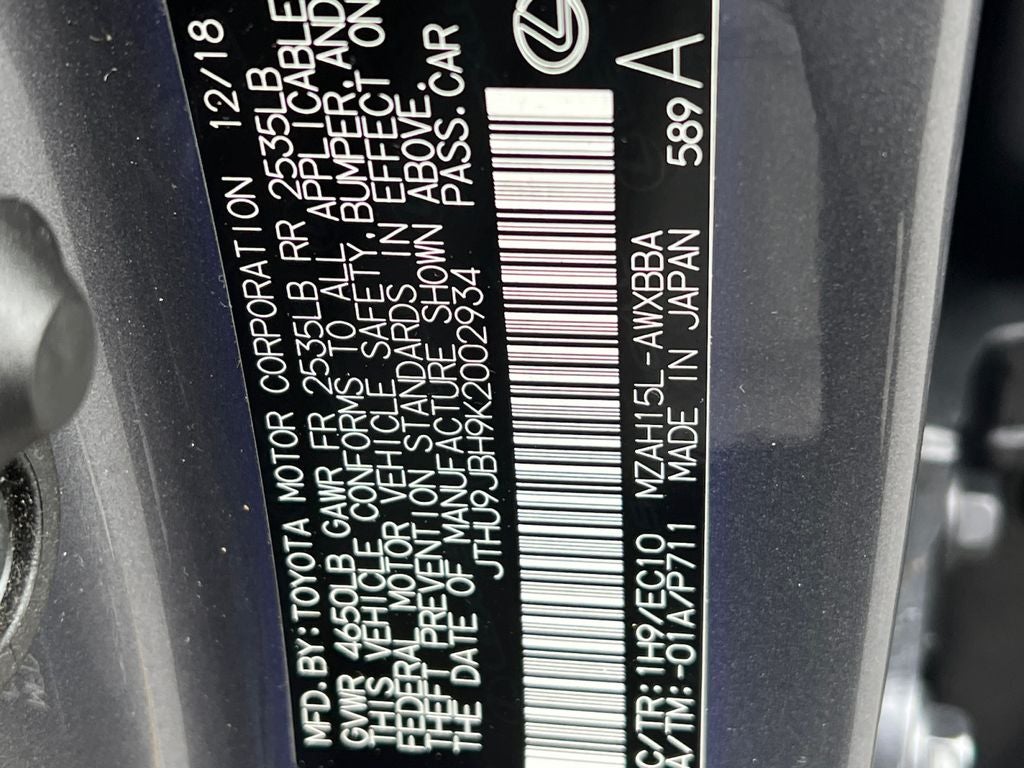 MFD.BY:TOYOTA MOTOR CORPORATION 12/18
GVWR 4650LB GAWR FR 2535LB RR 2535LB
THIS VEHICLE CONFORMS TO ALL APPLICABLE
FEDERAL MOTOR VEHICLE SAFETY,BUMPER,AND
THEFT PREVENTION STANDARDS IN EFFECT ON
THE DATE OF MANUFACTURE SHOWN ABOVE.
JTHU9JBH9K2002934 PASS.CAR
C/TR:1H9/EC10 MZAH15L-AWXBBA
A/TM:-01A/P711 MADE IN JAPAN 589A